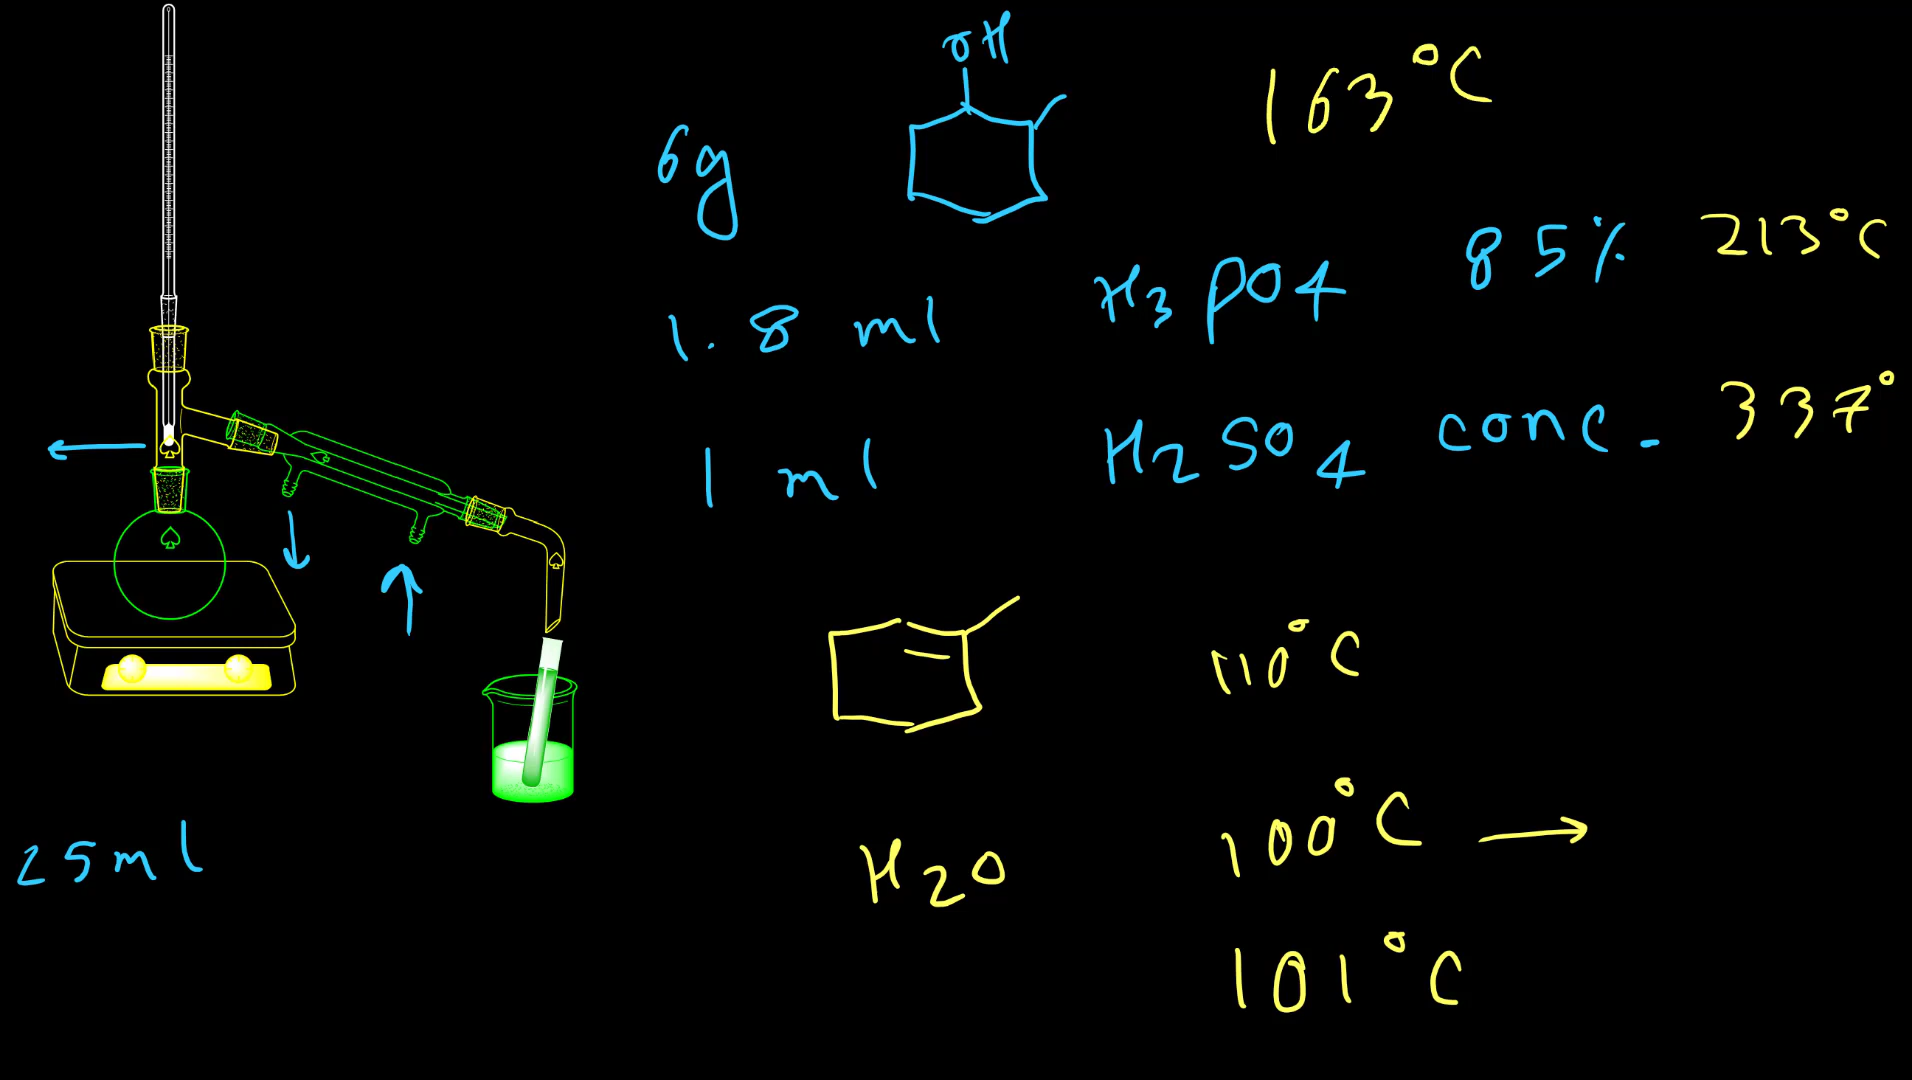 OH
163°C
6g
H3PO4 85% 213°C
1.8 ml
H2SO4 conc. 337°
1 ml
110°C
25ml
H2O 100°C →
101°C